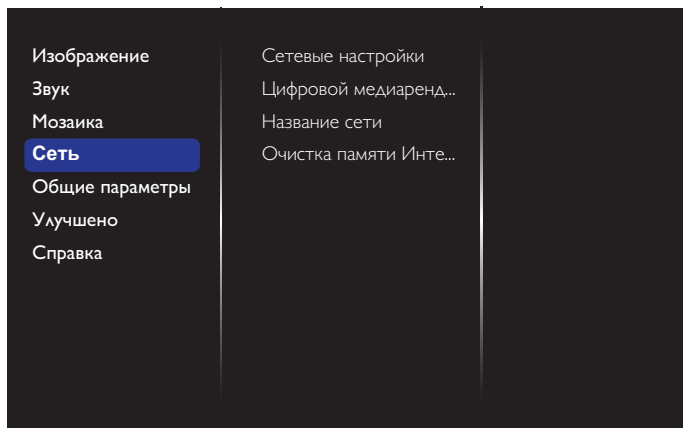 Изображение
Звук
Мозаика
Сеть
Общие параметры
Улучшено
Справка
Сетевые настройки
Цифровой медиаренд...
Название сети
Очистка памяти Инте...